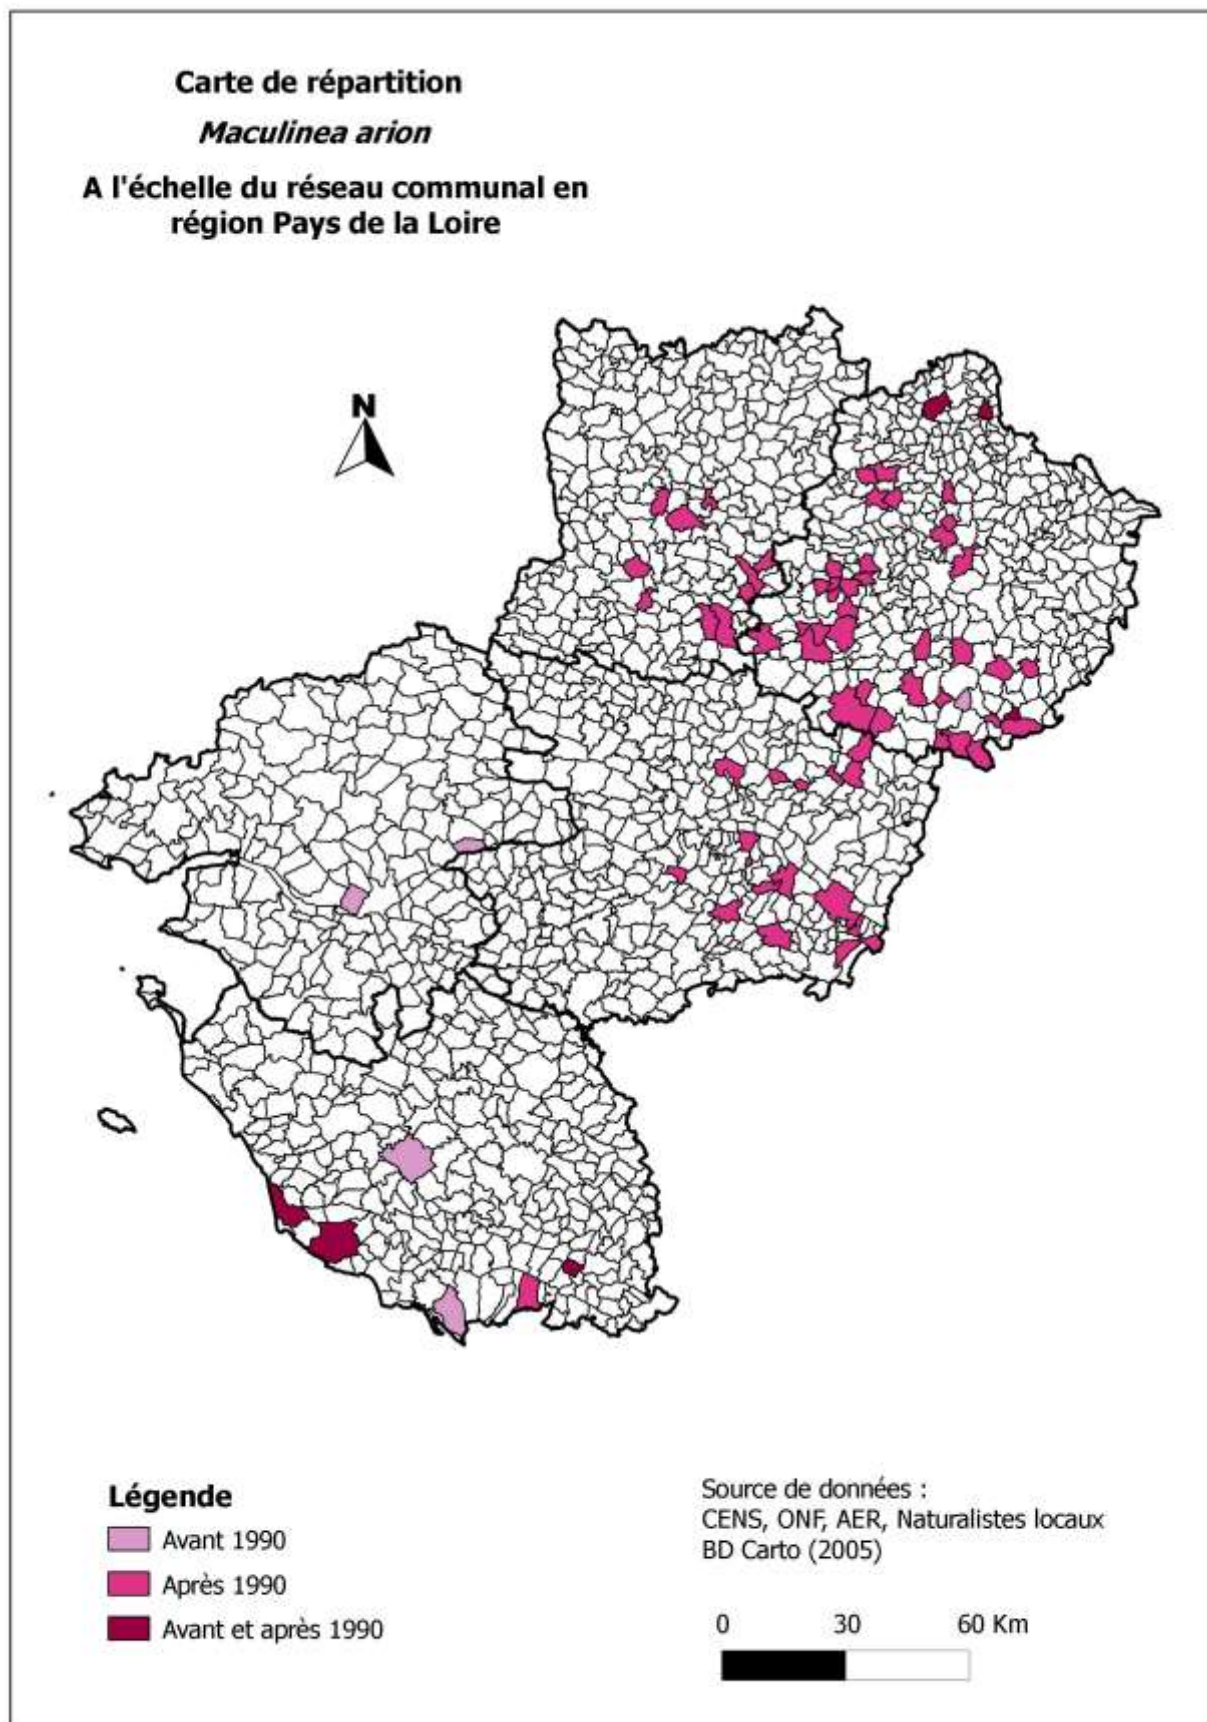 Carte de répartition
Maculinea arion
A l'échelle du réseau communal en
région Pays de la Loire
N
Légende
Avant 1990
Après 1990
Avant et après 1990
Source de données :
CENS, ONF, AER, Naturalistes locaux
BD Carto (2005)
0 30 60 Km